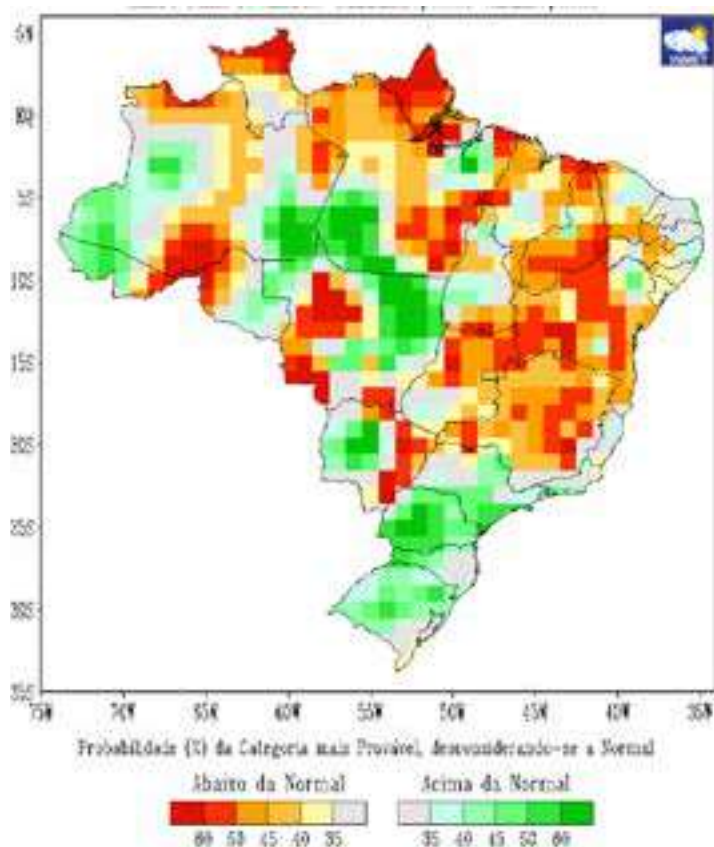 INMET
5N
EQ
5S
10S
15S
20S
25S
30S
35S
75W 70W 65W 60W 55W 50W 45W 40W 35W
Probabilidade (%) da Categoria mais Provável, desconsiderando-se a Normal
Abaixo da Normal Acima da Normal
60 50 45 40 35 35 40 45 50 60